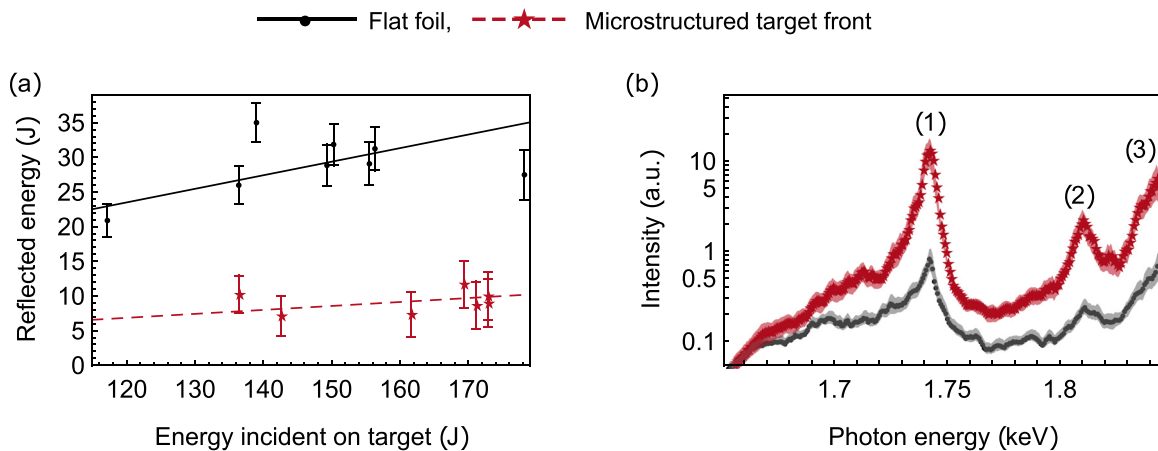 Flat foil, Microstructured target front
(a)
Reflected energy (J)
35
30
25
20
15
10
5
0
120 130 140 150 160 170
Energy incident on target (J)
(b)
Intensity (a.u.)
10
5
1
0.5
0.1
(1)
(2)
(3)
1.7 1.75 1.8
Photon energy (keV)